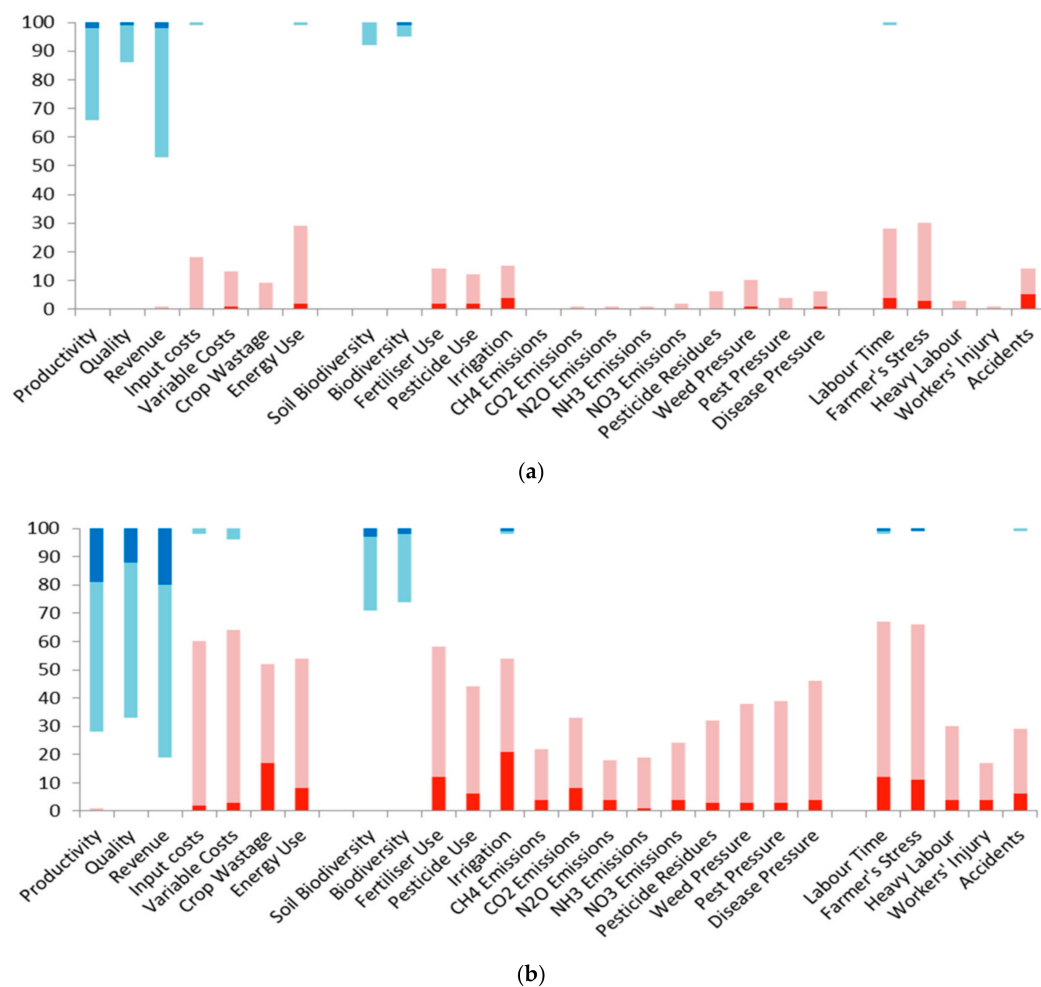 100
90
80
70
60
50
40
30
20
10
0
Productivity
Quality
Revenue
Input costs
Variable Costs
Crop Wastage
Energy Use
Soil Biodiversity
Biodiversity
Fertiliser Use
Pesticide Use
Irrigation
CH4 Emissions
CO2 Emissions
N2O Emissions
NH3 Emissions
NO3 Emissions
Pesticide Residues
Weed Pressure
Pest Pressure
Disease Pressure
Labour Time
Farmer's Stress
Heavy Labour
Workers' Injury
Accidents
(a)
100
90
80
70
60
50
40
30
20
10
0
Productivity
Quality
Revenue
Input costs
Variable Costs
Crop Wastage
Energy Use
Soil Biodiversity
Biodiversity
Fertiliser Use
Pesticide Use
Irrigation
CH4 Emissions
CO2 Emissions
N2O Emissions
NH3 Emissions
NO3 Emissions
Pesticide Residues
Weed Pressure
Pest Pressure
Disease Pressure
Labour Time
Farmer's Stress
Heavy Labour
Workers' Injury
Accidents
(b)